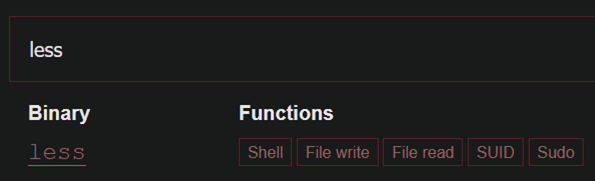 less
Binary Functions
less Shell File write File read SUID Sudo